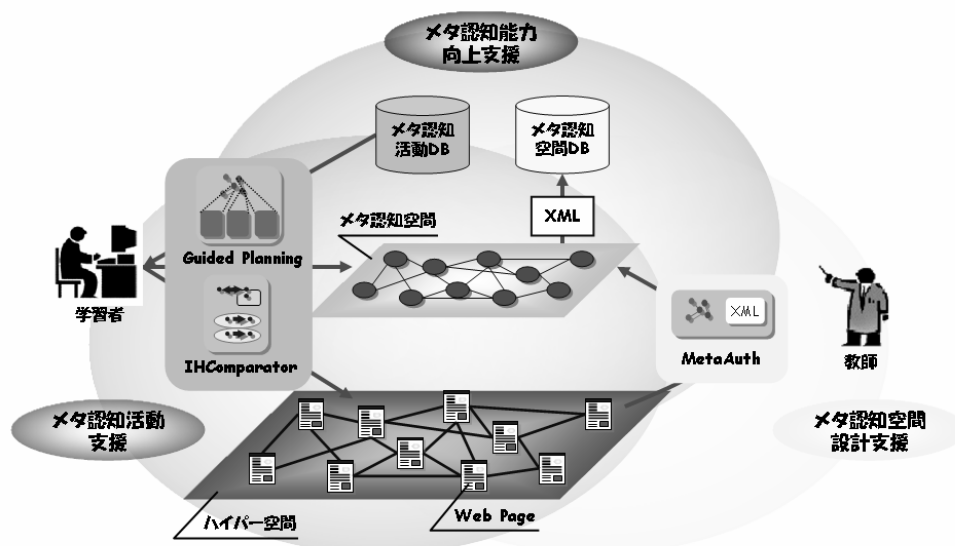 メタ認知能力
向上支援
メタ認知
活動DB
メタ認知
空間DB
XML
メタ認知空間
Guided Planning
学習者
IHComparator
XML
MetaAuth
教師
メタ認知活動
支援
メタ認知空間
設計支援
ハイパー空間
Web Page